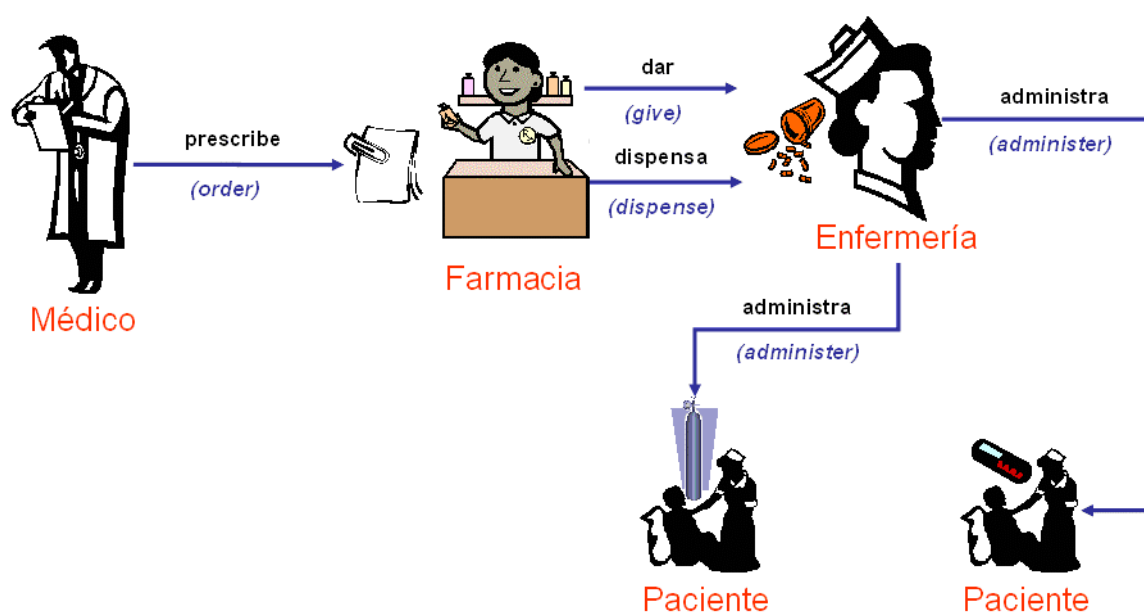 dar
(give)
administra
(administer)
prescribe
(order)
dispensa
(dispense)
Enfermería
Farmacia
Médico
administra
(administer)
Paciente
Paciente